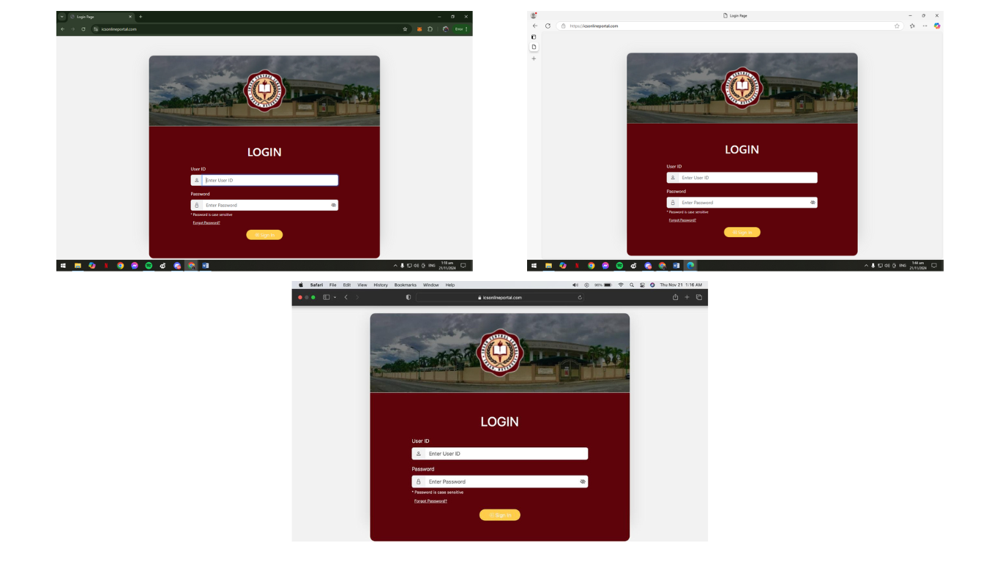 Login Page
icsonlineportal.com
Error
LOGIN
User ID
Enter User ID
Password
Enter Password
* Password is case sensitive
Forgot Password?
Sign In
ENG
1:18 am
21/11/2024
Login Page
https://icsonlineportal.com
LOGIN
User ID
Enter User ID
Password
Enter Password
* Password is case sensitive
Forgot Password?
Sign In
ENG
1:44 am
21/11/2024
Safari File Edit View History Bookmarks Window Help 96% Thu Nov 21 1:16 AM
icsonlineportal.com
CENTRAL
LOGIN
User ID
Enter User ID
Password
Enter Password
* Password is case sensitive
Forgot Password?
Sign In